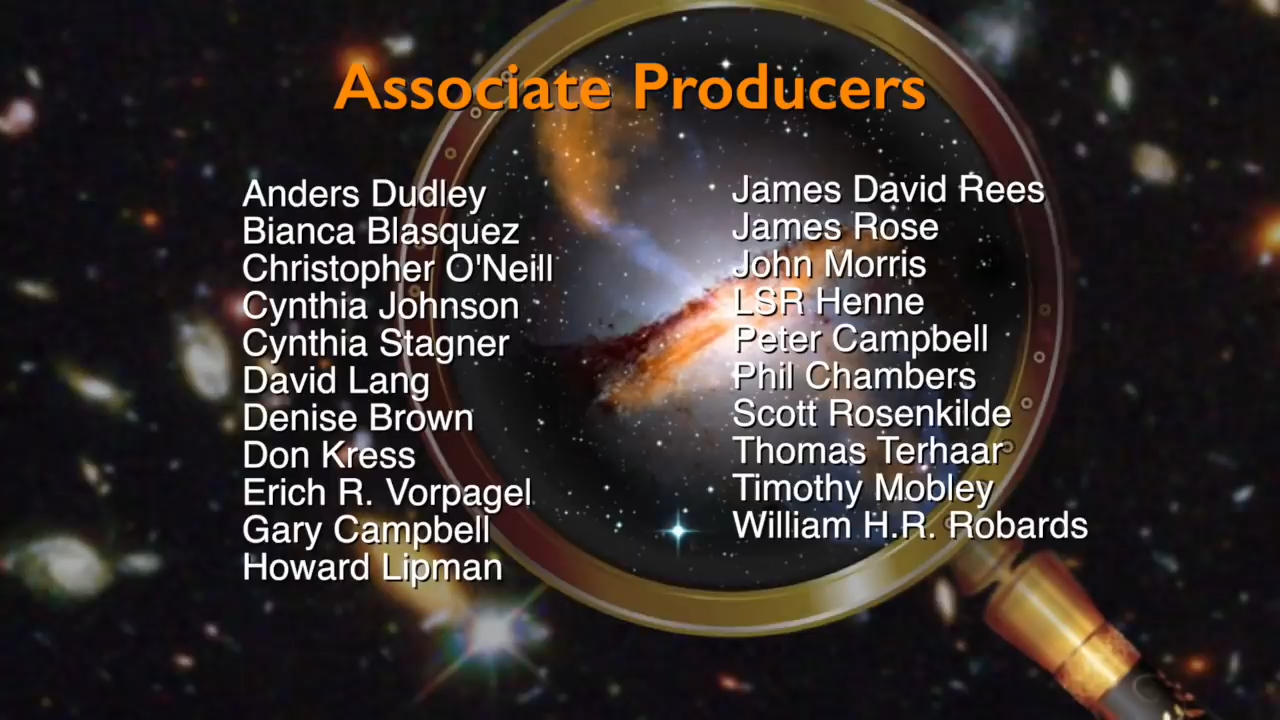 Associate Producers
Anders Dudley
Bianca Blasquez
Christopher O'Neill
Cynthia Johnson
Cynthia Stagner
David Lang
Denise Brown
Don Kress
Erich R. Vorpagel
Gary Campbell
Howard Lipman
James David Rees
James Rose
John Morris
LSR Henne
Peter Campbell
Phil Chambers
Scott Rosenkilde
Thomas Terhaar
Timothy Mobley
William H.R. Robards